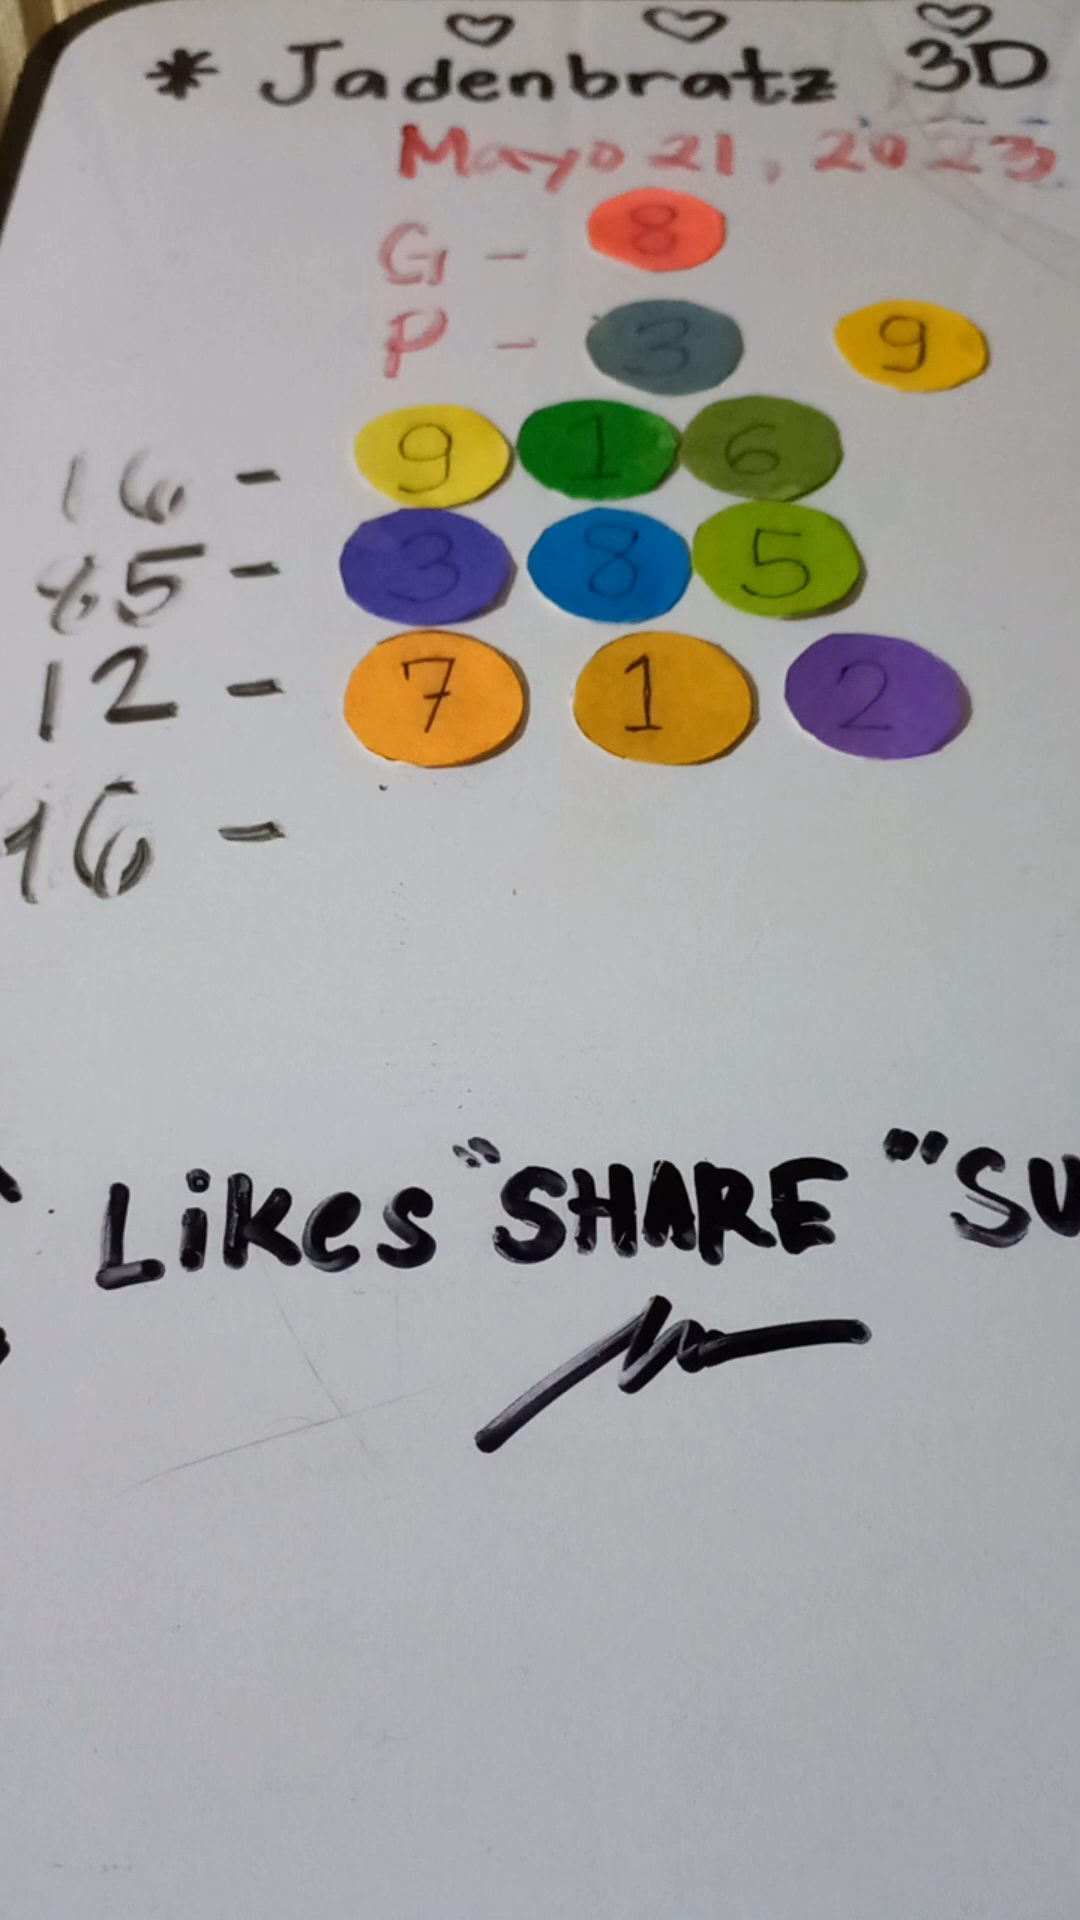 * Jadenbratz 3D
Mayo 21, 2023
G - 8
P - 3 9
16 - 9 1 6
85 - 3 8 5
12 - 7 1 2
16 -
Likes "SHARE "SU